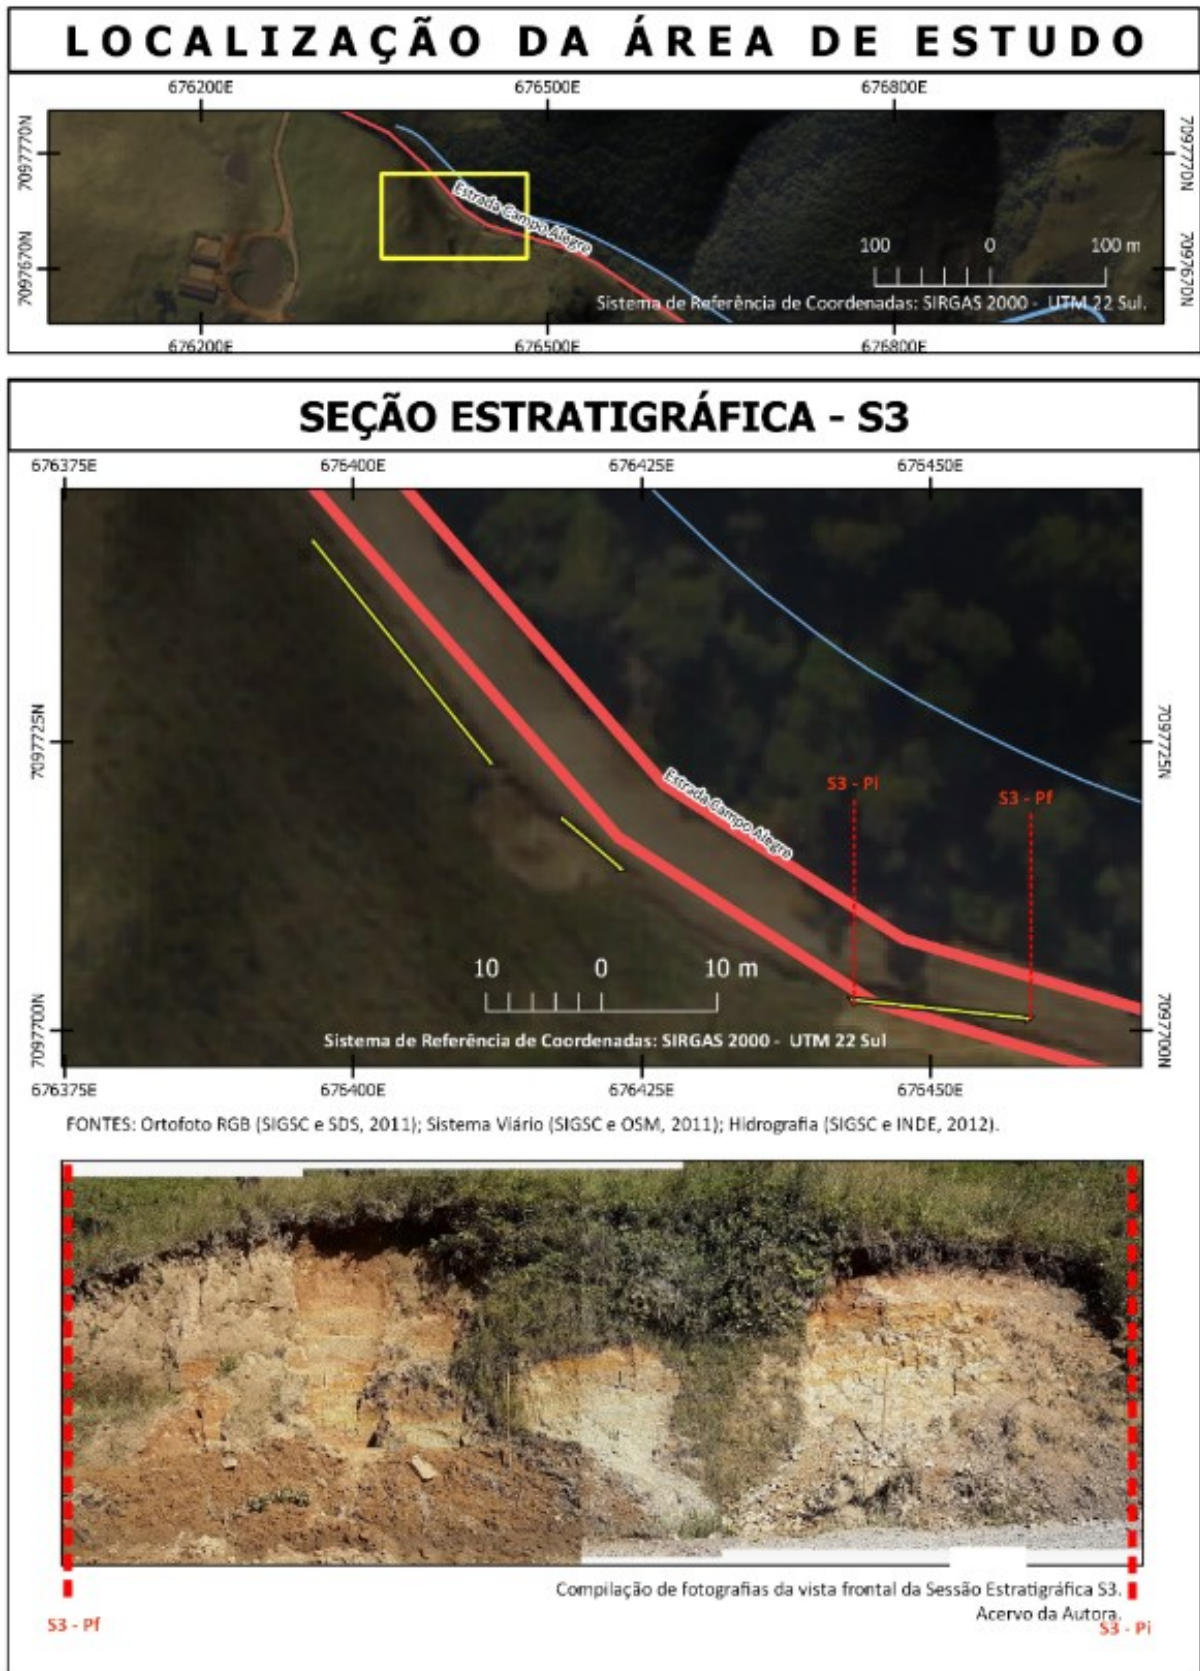 LOCALIZAÇÃO DA ÁREA DE ESTUDO
676200E 676500E 676800E
7097770N 7097770N
Estrada Campo Alegre
100 0 100 m
7097670N 7097670N
Sistema de Referência de Coordenadas: SIRGAS 2000 - UTM 22 Sul.
676200E 676500E 676800E
SEÇÃO ESTRATIGRÁFICA - S3
676375E 676400E 676425E 676450E
7097725N 7097725N
S3 - Pi
S3 - Pf
Estrada Campo Alegre
10 0 10 m
7097700N 7097700N
Sistema de Referência de Coordenadas: SIRGAS 2000 - UTM 22 Sul
676375E 676400E 676425E 676450E
FONTES: Ortofoto RGB (SIGSC e SDS, 2011); Sistema Viário (SIGSC e OSM, 2011); Hidrografia (SIGSC e INDE, 2012).
Compilação de fotografias da vista frontal da Sessão Estratigráfica S3.
Acervo da Autora.
S3 - Pf S3 - Pi